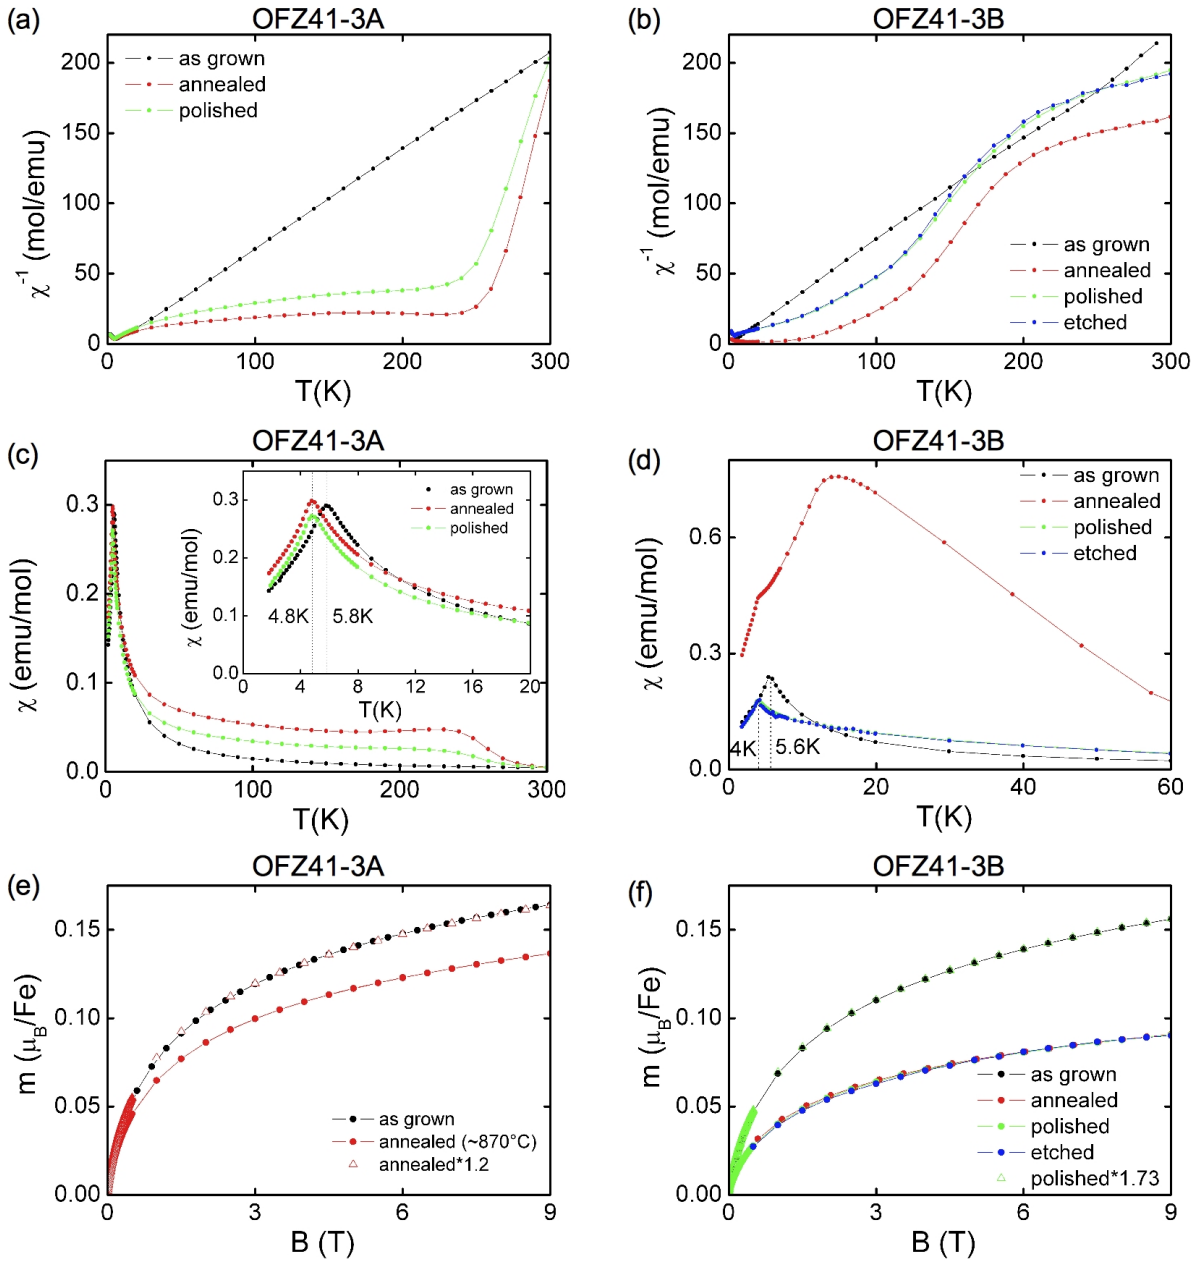 (a) OFZ41-3A
as grown
annealed
polished
200
150
100
50
0
0 100 200 300
χ⁻¹ (mol/emu)
T(K)
(b) OFZ41-3B
200
150
100
50
0
as grown
annealed
polished
etched
0 100 200 300
χ⁻¹ (mol/emu)
T(K)
(c) OFZ41-3A
0.3
0.2
0.1
0.0
0 100 200 300
χ (emu/mol)
T(K)
as grown
annealed
polished
0.3
0.2
0.1
0.0
4.8K 5.8K
0 4 8 12 16 20
χ (emu/mol)
T(K)
(d) OFZ41-3B
as grown
annealed
polished
etched
0.6
0.3
0.0
4K 5.6K
0 20 40 60
χ (emu/mol)
T(K)
(e) OFZ41-3A
0.15
0.10
0.05
0.00
as grown
annealed (~870°C)
annealed*1.2
0 3 6 9
m (μB/Fe)
B (T)
(f) OFZ41-3B
0.15
0.10
0.05
0.00
as grown
annealed
polished
etched
polished*1.73
0 3 6 9
m (μB/Fe)
B (T)